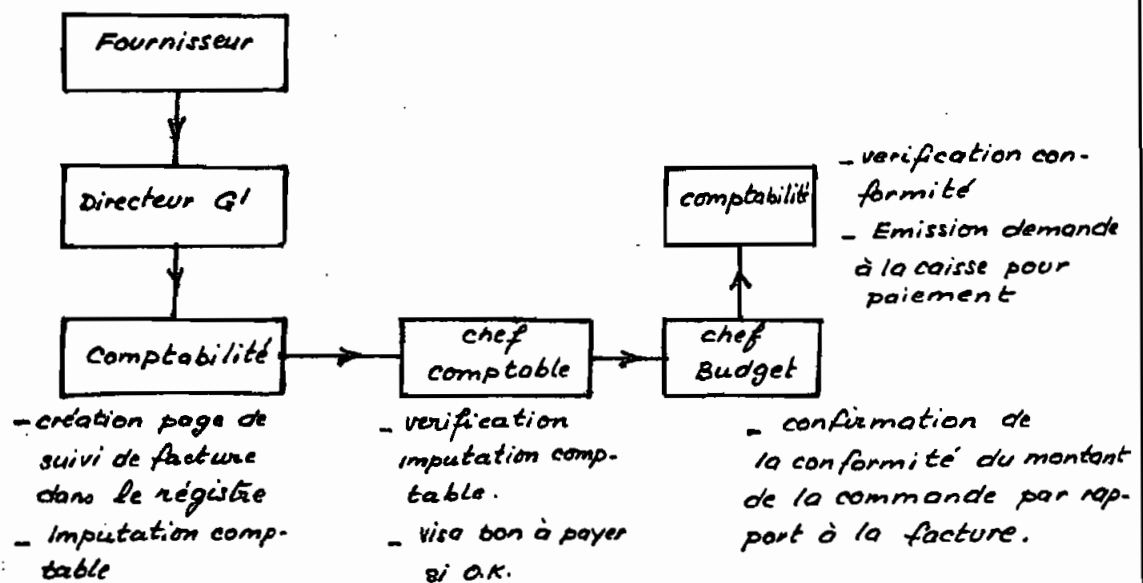 Fournisseur
Directeur Gl
Comptabilité
- création page de
suivi de facture
dans le régistre
- Imputation comp-
table
chef
comptable
- verification
imputation comp-
table.
- visa bon à payer
si O.K.
chef
Budget
- confirmation de
la conformité du montant
de la commande par rap-
port à la facture.
comptabilité
- verification con-
formité
- Emission demande
à la caisse pour
paiement